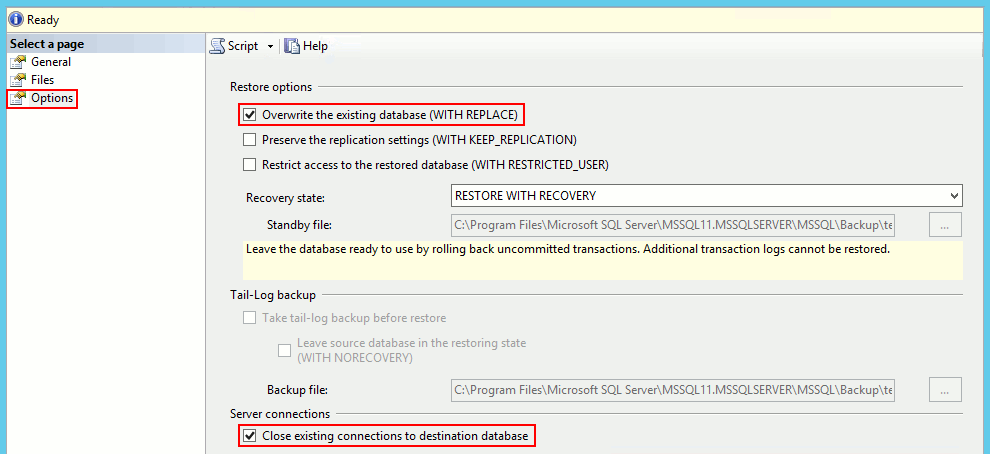 Ready
Select a page
General
Files
Options
Script
Help
Restore options
Overwrite the existing database (WITH REPLACE)
Preserve the replication settings (WITH KEEP_REPLICATION)
Restrict access to the restored database (WITH RESTRICTED_USER)
Recovery state:
RESTORE WITH RECOVERY
Standby file:
C:\Program Files\Microsoft SQL Server\MSSQL11.MSSQLSERVER\MSSQL\Backup\te
...
Leave the database ready to use by rolling back uncommitted transactions. Additional transaction logs cannot be restored.
Tail-Log backup
Take tail-log backup before restore
Leave source database in the restoring state
(WITH NORECOVERY)
Backup file:
C:\Program Files\Microsoft SQL Server\MSSQL11.MSSQLSERVER\MSSQL\Backup\te
...
Server connections
Close existing connections to destination database